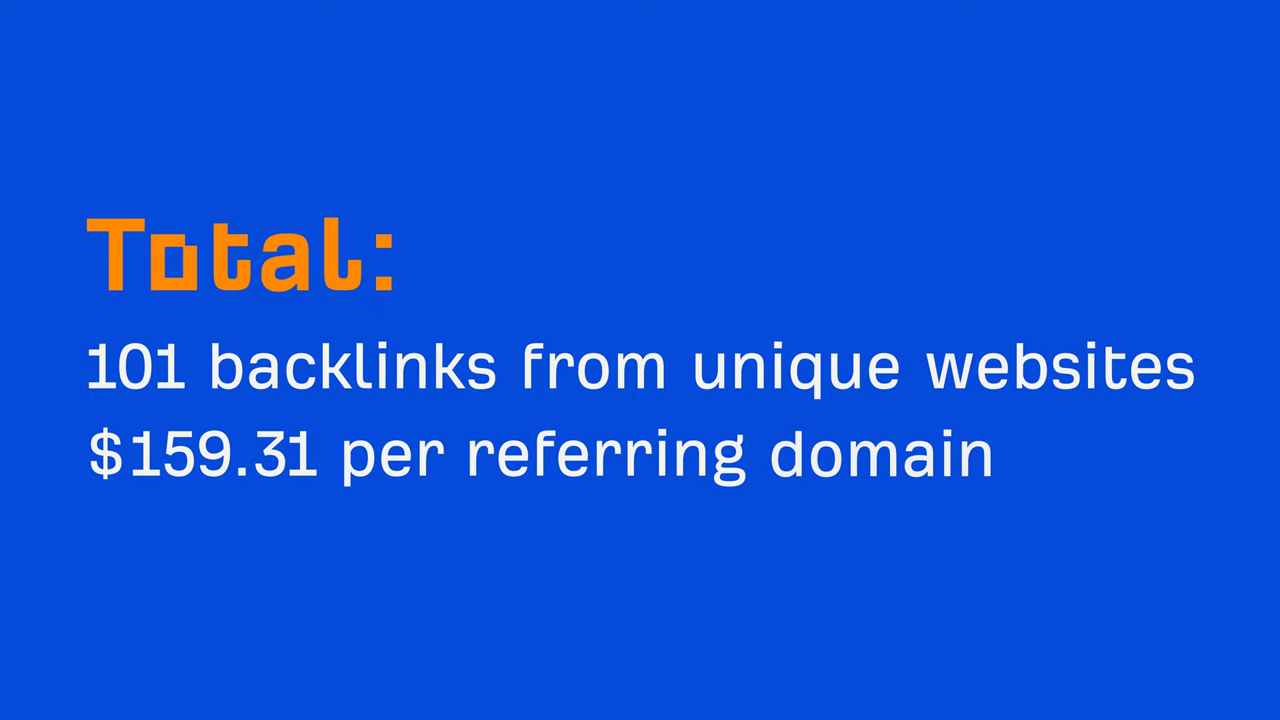 Total:
101 backlinks from unique websites
$159.31 per referring domain